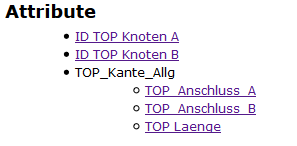 Attribute
ID TOP Knoten A
ID TOP Knoten B
TOP_Kante_Allg
TOP_Anschluss_A
TOP_Anschluss_B
TOP Laenge